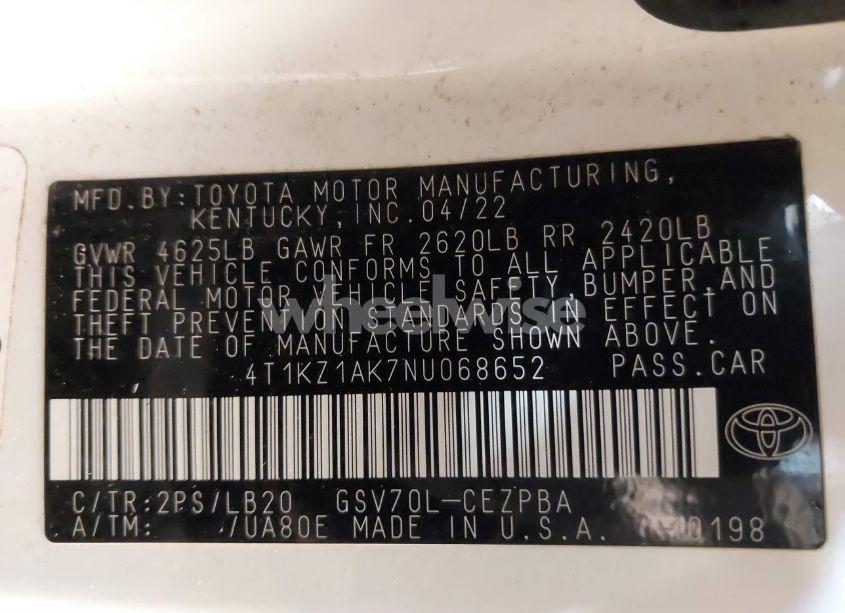 MFD.BY:TOYOTA MOTOR MANUFACTURING,
KENTUCKY,INC.04/22
GVWR 4625LB GAWR FR 2620LB RR 2420LB
THIS VEHICLE CONFORMS TO ALL APPLICABLE
FEDERAL MOTOR VEHICLE SAFETY,BUMPER,AND
THEFT PREVENTION STANDARDS IN EFFECT ON
THE DATE OF MANUFACTURE SHOWN ABOVE.
wheelwise
4T1KZ1AK7NU068652 PASS.CAR
C/TR:2PS/LB20 GSV70L-CEZPBA
A/TM: /UA80E MADE IN U.S.A. M0198